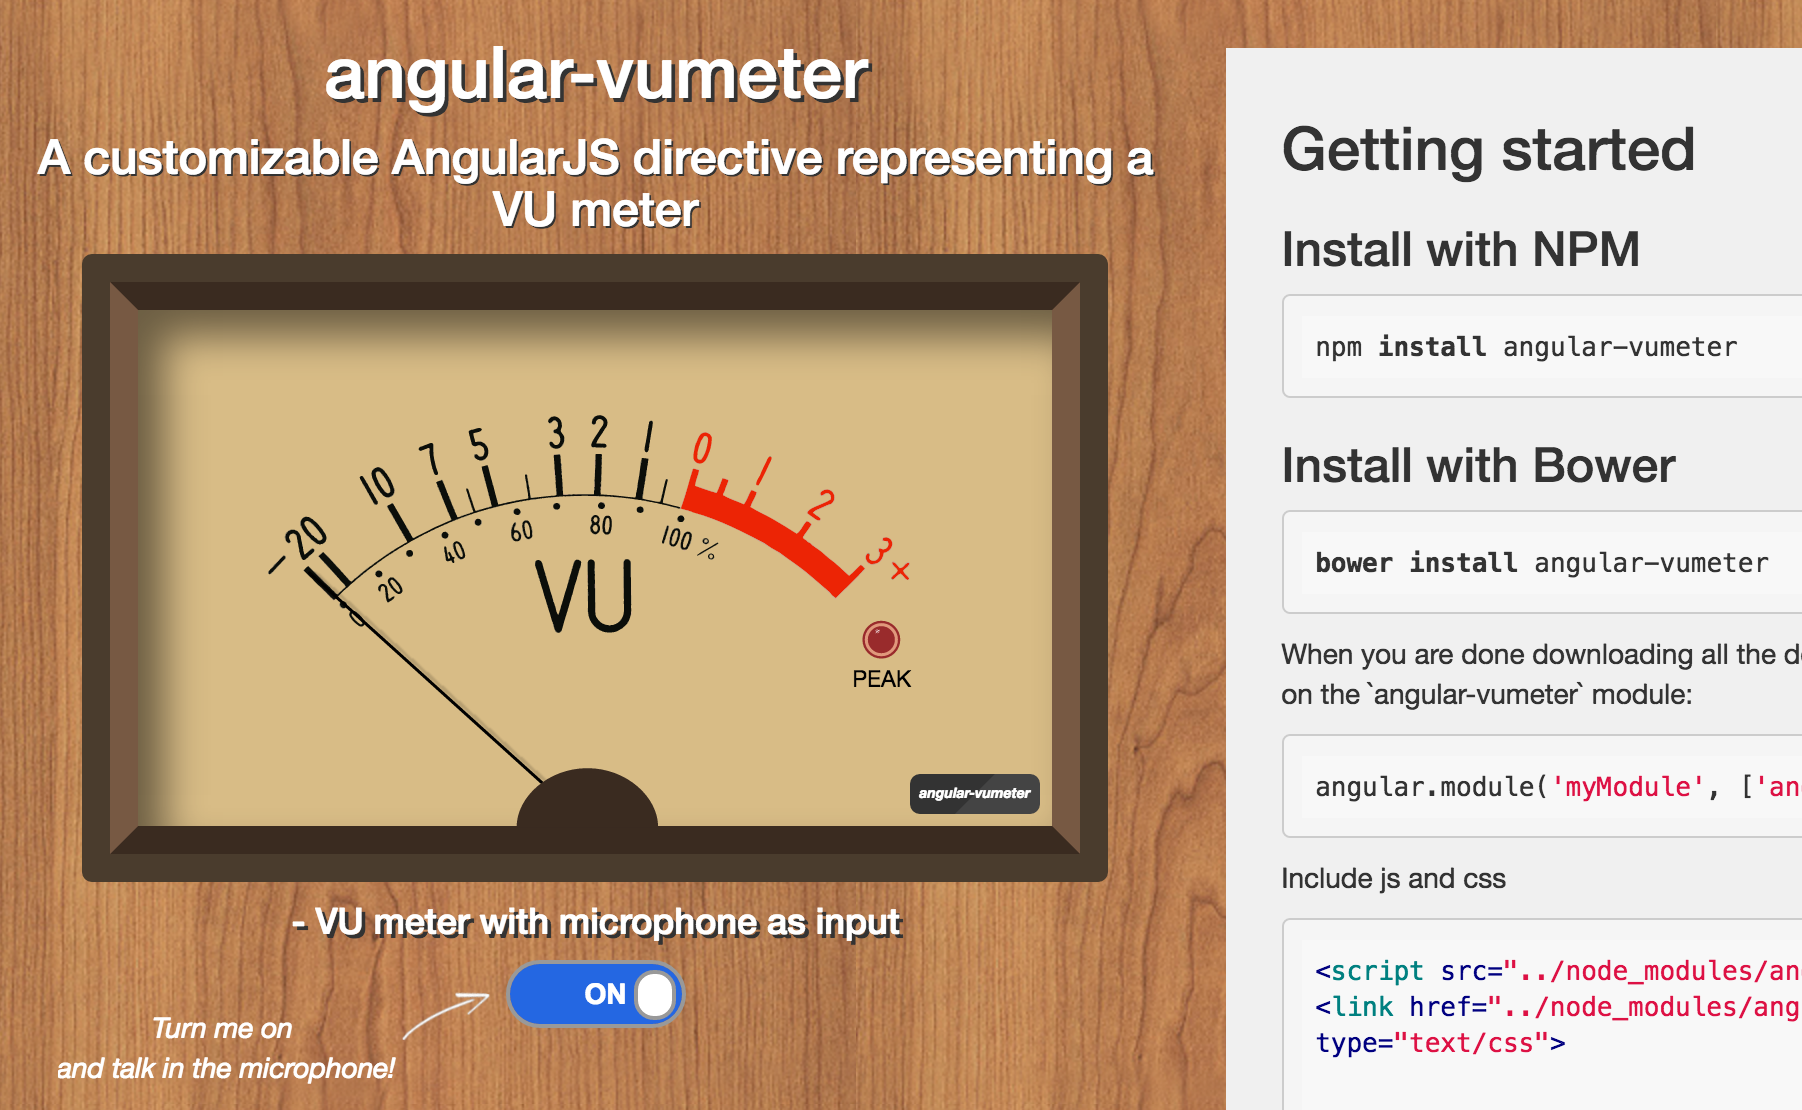 angular-vumeter
A customizable AngularJS directive representing a
VU meter
- 20 10 7 5 3 2 1 0 1 2 3 +
0 20 40 60 80 100 %
VU
PEAK
angular-vumeter
- VU meter with microphone as input
ON
Turn me on
and talk in the microphone!
Getting started
Install with NPM
npm install angular-vumeter
Install with Bower
bower install angular-vumeter
When you are done downloading all the
on the `angular-vumeter` module:
angular.module('myModule', ['an
Include js and css
<script src="../node_modules/an
<link href="../node_modules/ang
type="text/css">